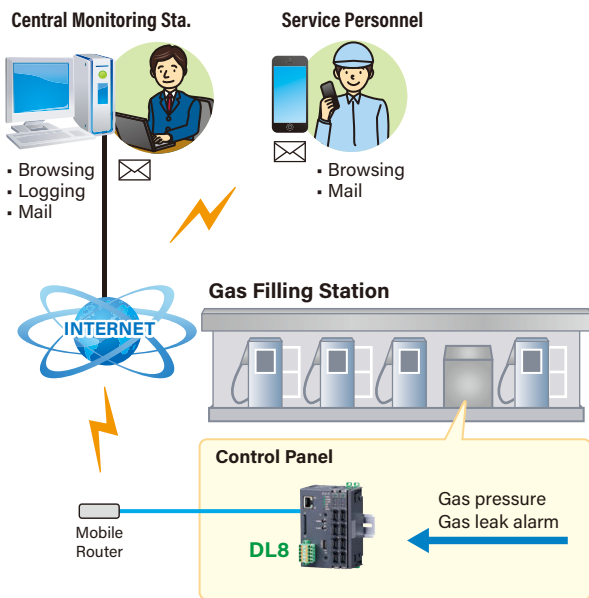 Central Monitoring Sta.
Service Personnel
▪ Browsing
▪ Logging
▪ Mail
▪ Browsing
▪ Mail
INTERNET
Gas Filling Station
Control Panel
Mobile
Router
DL8
Gas pressure
Gas leak alarm